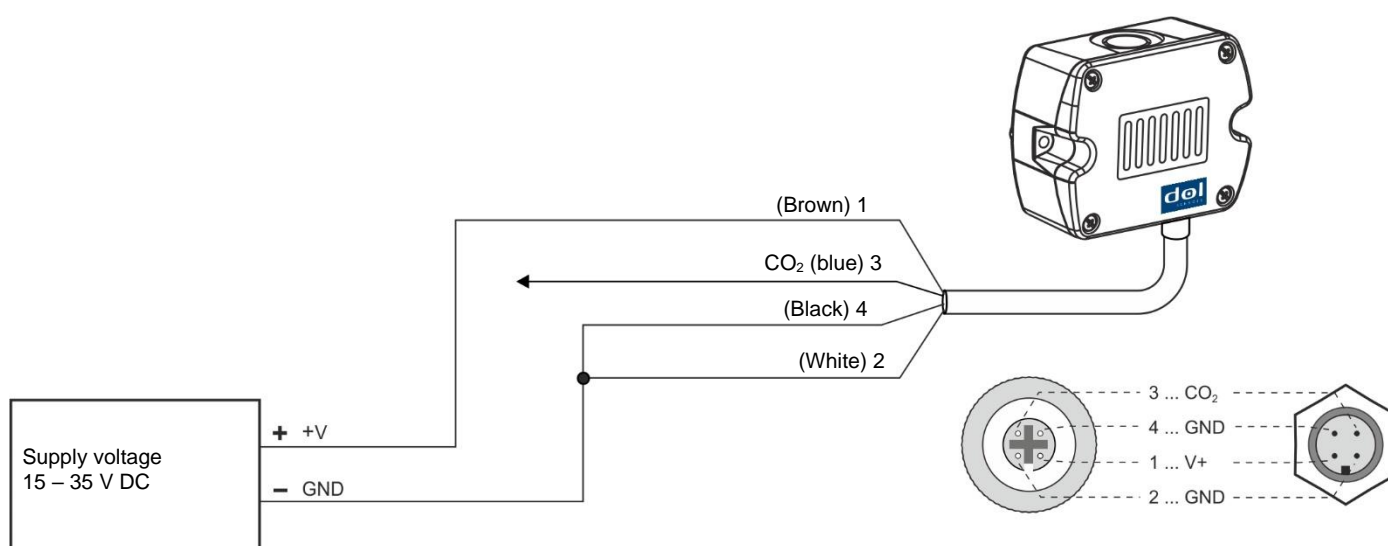 dol
(Brown) 1
CO₂ (blue) 3
(Black) 4
(White) 2
Supply voltage
15 – 35 V DC
+ +V
− GND
3 ... CO₂
4 ... GND
1 ... V+
2 ... GND